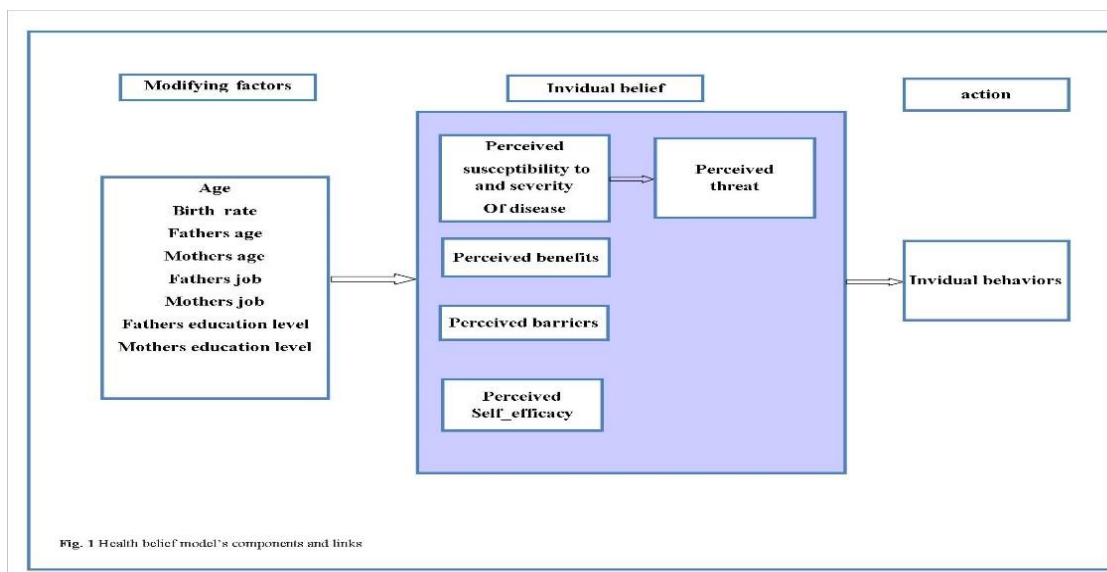 Modifying factors
Invidual belief
action
Age
Birth rate
Fathers age
Mothers age
Fathers job
Mothers job
Fathers education level
Mothers education level
Perceived
susceptibility to
and severity
Of disease
Perceived
threat
Perceived benefits
Perceived barriers
Perceived
Self_efficacy
Invidual behaviors
Fig. 1 Health belief model's components and links